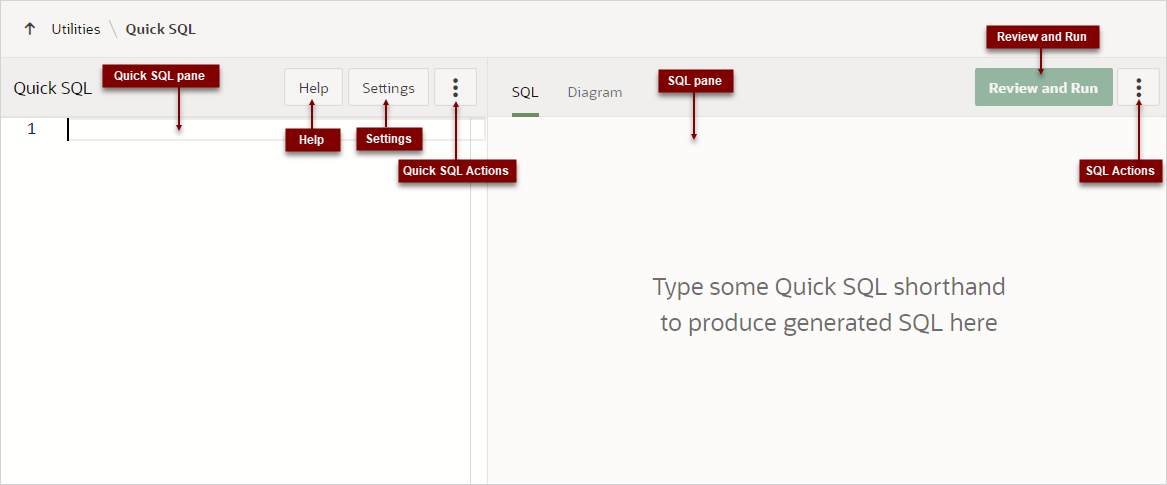 Utilities \ Quick SQL
Review and Run
Quick SQL
Quick SQL pane
Help
Settings
SQL
Diagram
SQL pane
Review and Run
1
Help
Settings
Quick SQL Actions
SQL Actions
Type some Quick SQL shorthand
to produce generated SQL here